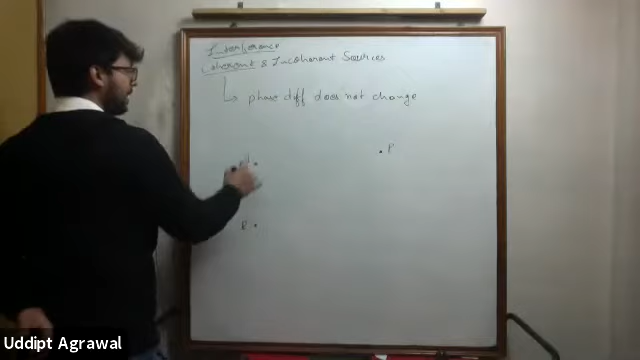 Interference
Coherent & Incoherent Sources
↳ phase diff does not change
P
Uddipt Agrawal